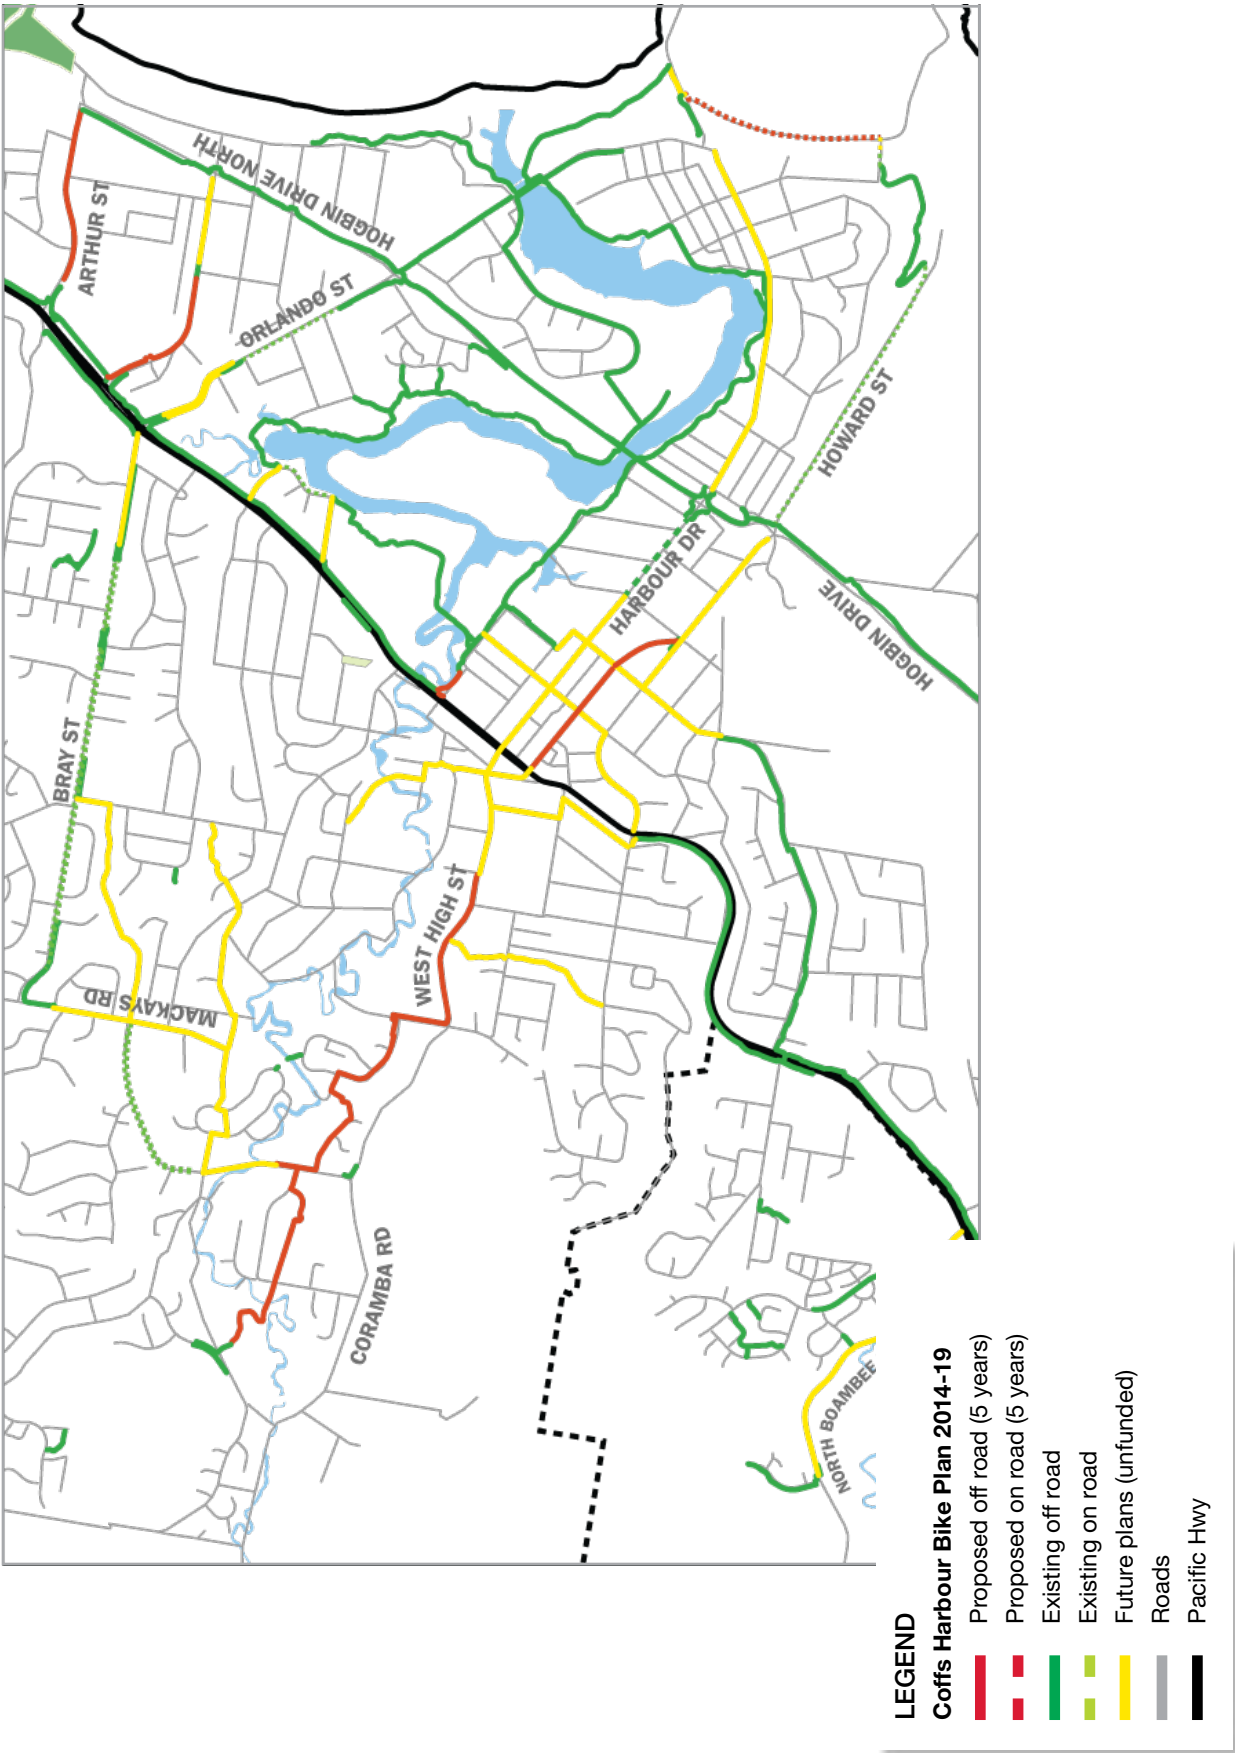 HOGBIN DRIVE NORTH
ARTHUR ST
ORLANDO ST
HOWARD ST
HARBOUR DR
HOGBIN DRIVE
BRAY ST
WEST HIGH ST
MACKAYS RD
CORAMBA RD
NORTH BOAMBEE
LEGEND
Coffs Harbour Bike Plan 2014-19
Proposed off road (5 years)
Proposed on road (5 years)
Existing off road
Existing on road
Future plans (unfunded)
Roads
Pacific Hwy